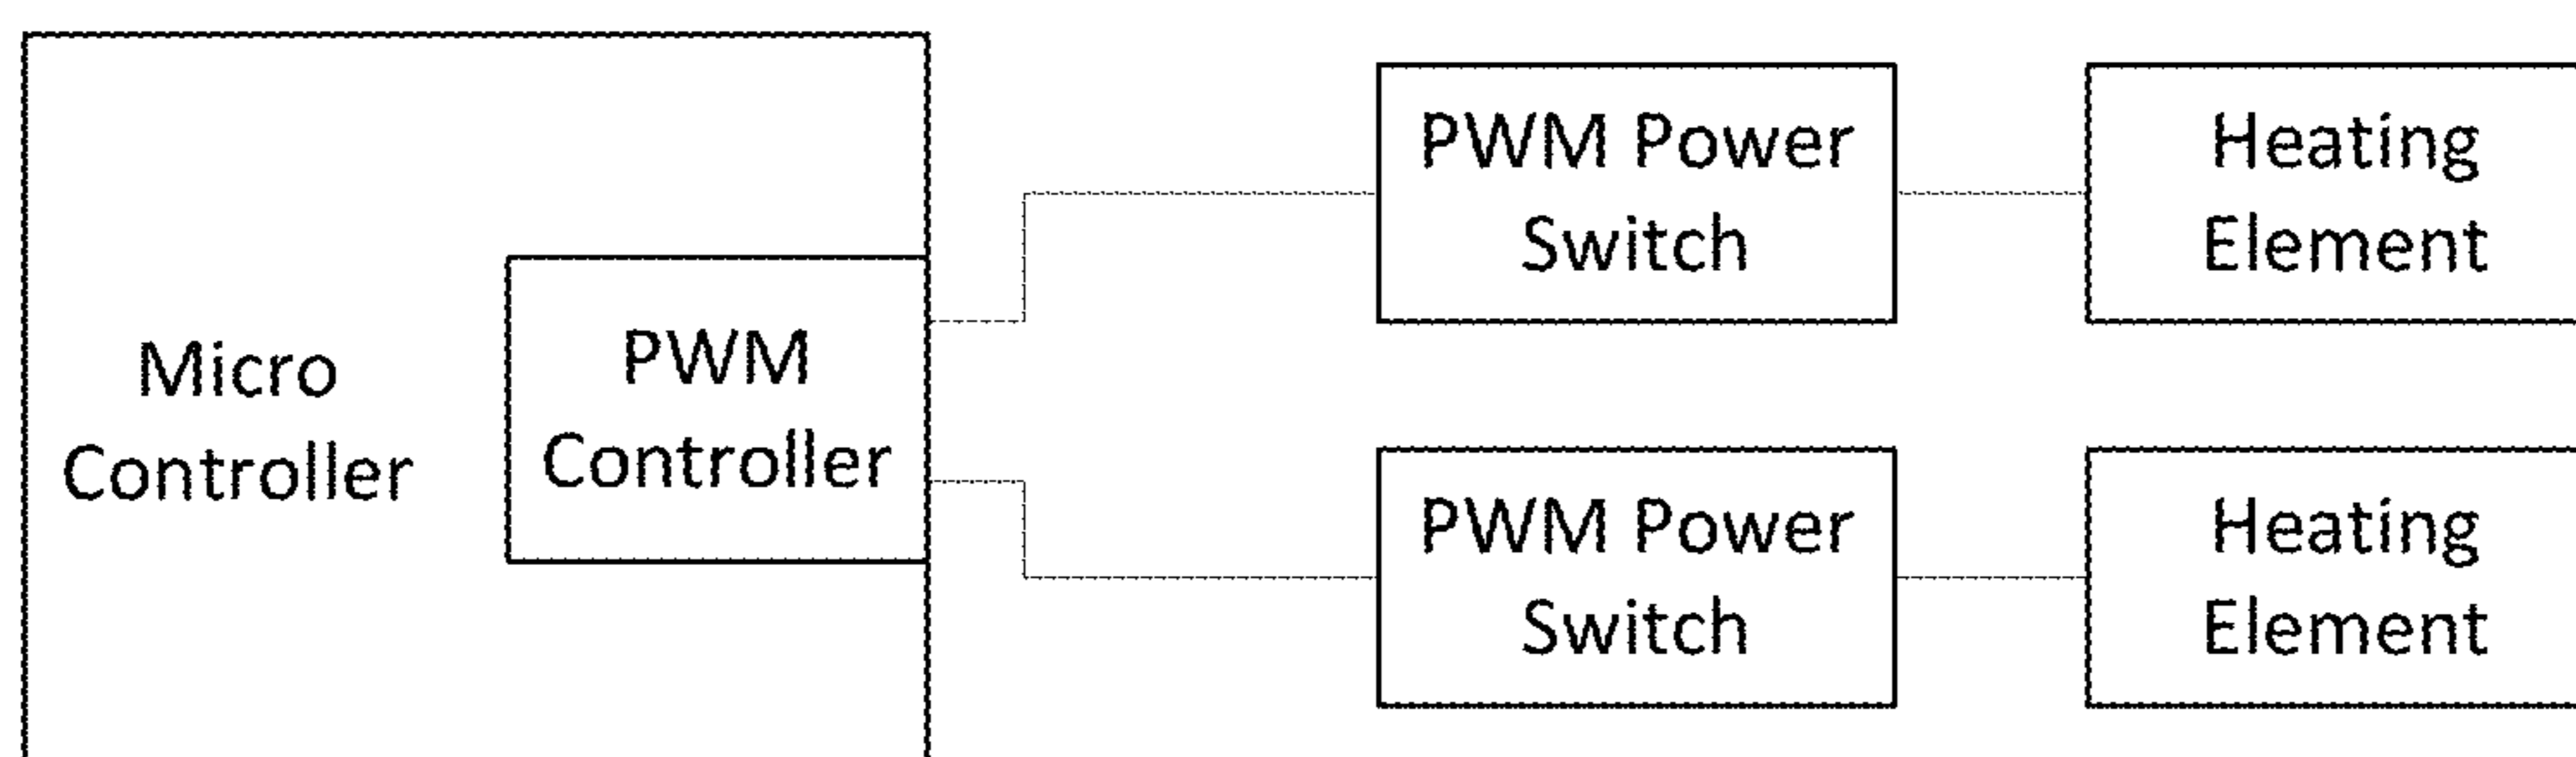 Micro
Controller
PWM
Controller
PWM Power
Switch
Heating
Element
PWM Power
Switch
Heating
Element